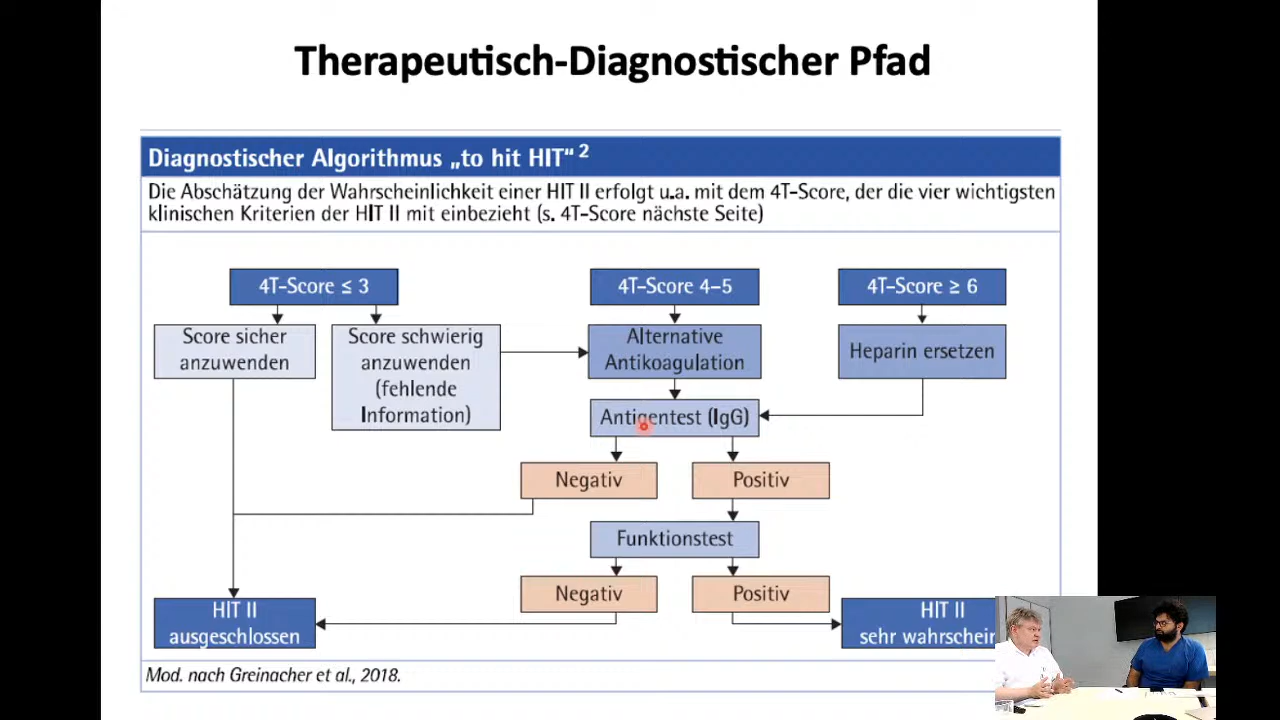 Therapeutisch-Diagnostischer Pfad
Diagnostischer Algorithmus „to hit HIT“ 2
Die Abschätzung der Wahrscheinlichkeit einer HIT II erfolgt u.a. mit dem 4T-Score, der die vier wichtigsten
klinischen Kriterien der HIT II mit einbezieht (s. 4T-Score nächste Seite)
4T-Score ≤ 3
4T-Score 4–5
4T-Score ≥ 6
Score sicher
anzuwenden
Score schwierig
anzuwenden
(fehlende
Information)
Alternative
Antikoagulation
Heparin ersetzen
Antigentest (IgG)
Negativ
Positiv
Funktionstest
Negativ
Positiv
HIT II
ausgeschlossen
HIT II
sehr
Mod. nach Greinacher et al., 2018.